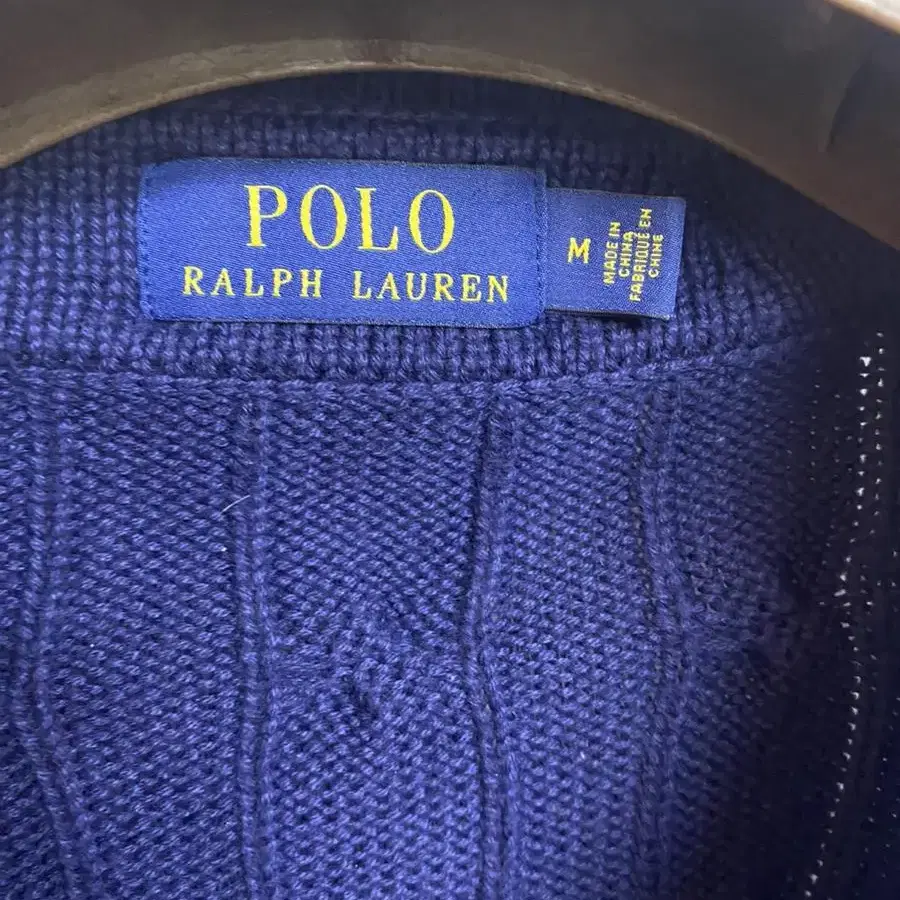 POLO
RALPH LAUREN
M
MADE IN
CHINA
FABRIQUÉ EN
CHINE